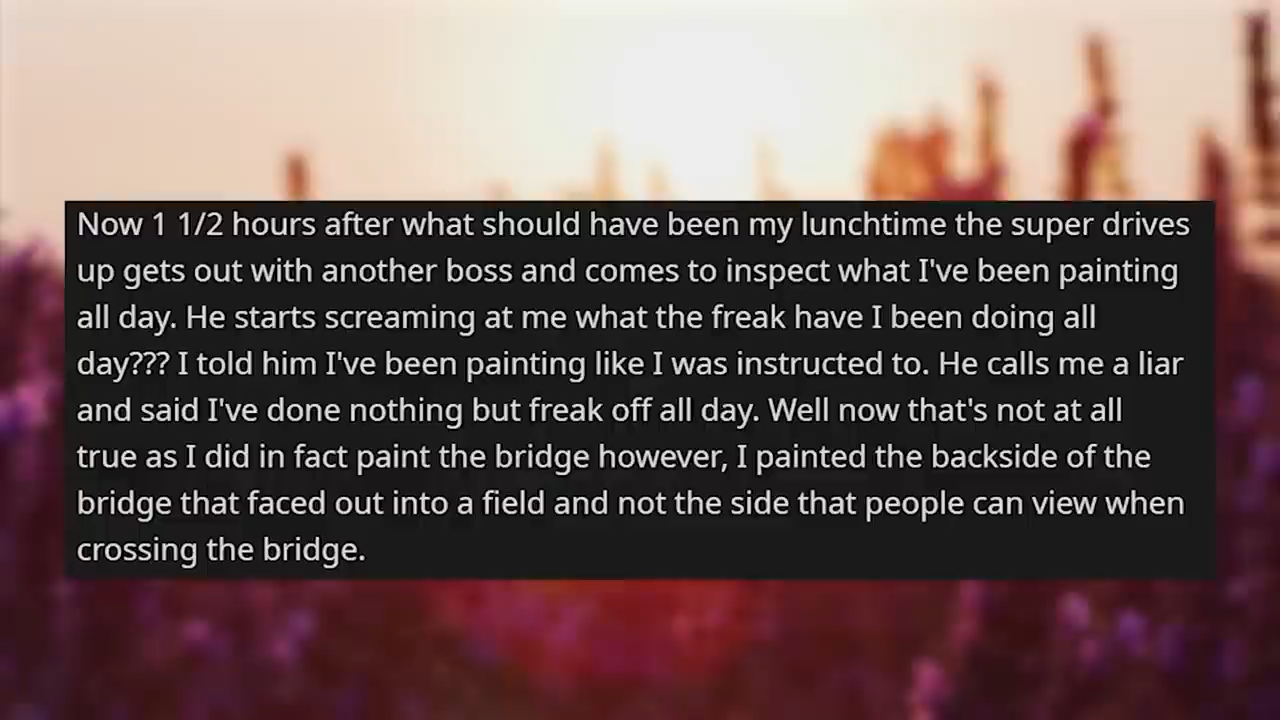 Now 1 1/2 hours after what should have been my lunchtime the super drives
up gets out with another boss and comes to inspect what I've been painting
all day. He starts screaming at me what the freak have I been doing all
day??? I told him I've been painting like I was instructed to. He calls me a liar
and said I've done nothing but freak off all day. Well now that's not at all
true as I did in fact paint the bridge however, I painted the backside of the
bridge that faced out into a field and not the side that people can view when
crossing the bridge.